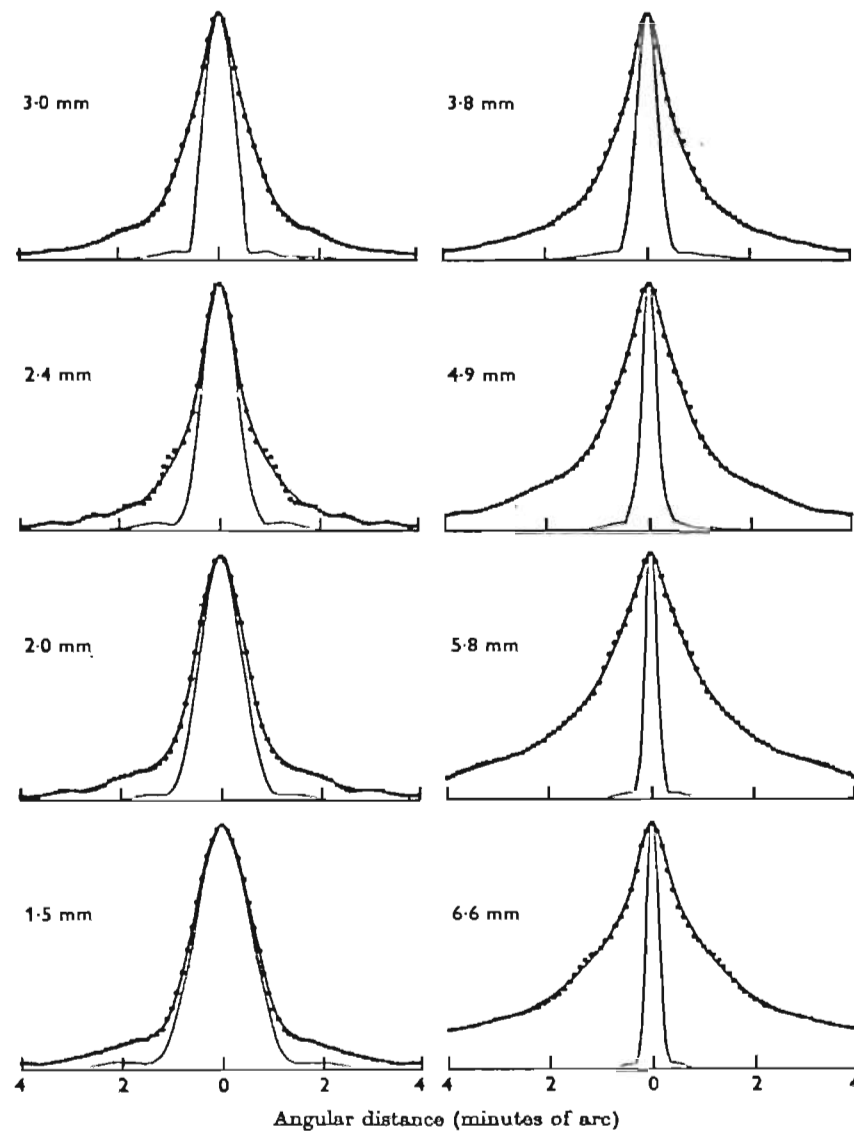 3·0 mm
3·8 mm
2·4 mm
4·9 mm
2·0 mm
5·8 mm
1·5 mm
6·6 mm
4 2 0 2 4 2 0 2 4
Angular distance (minutes of arc)